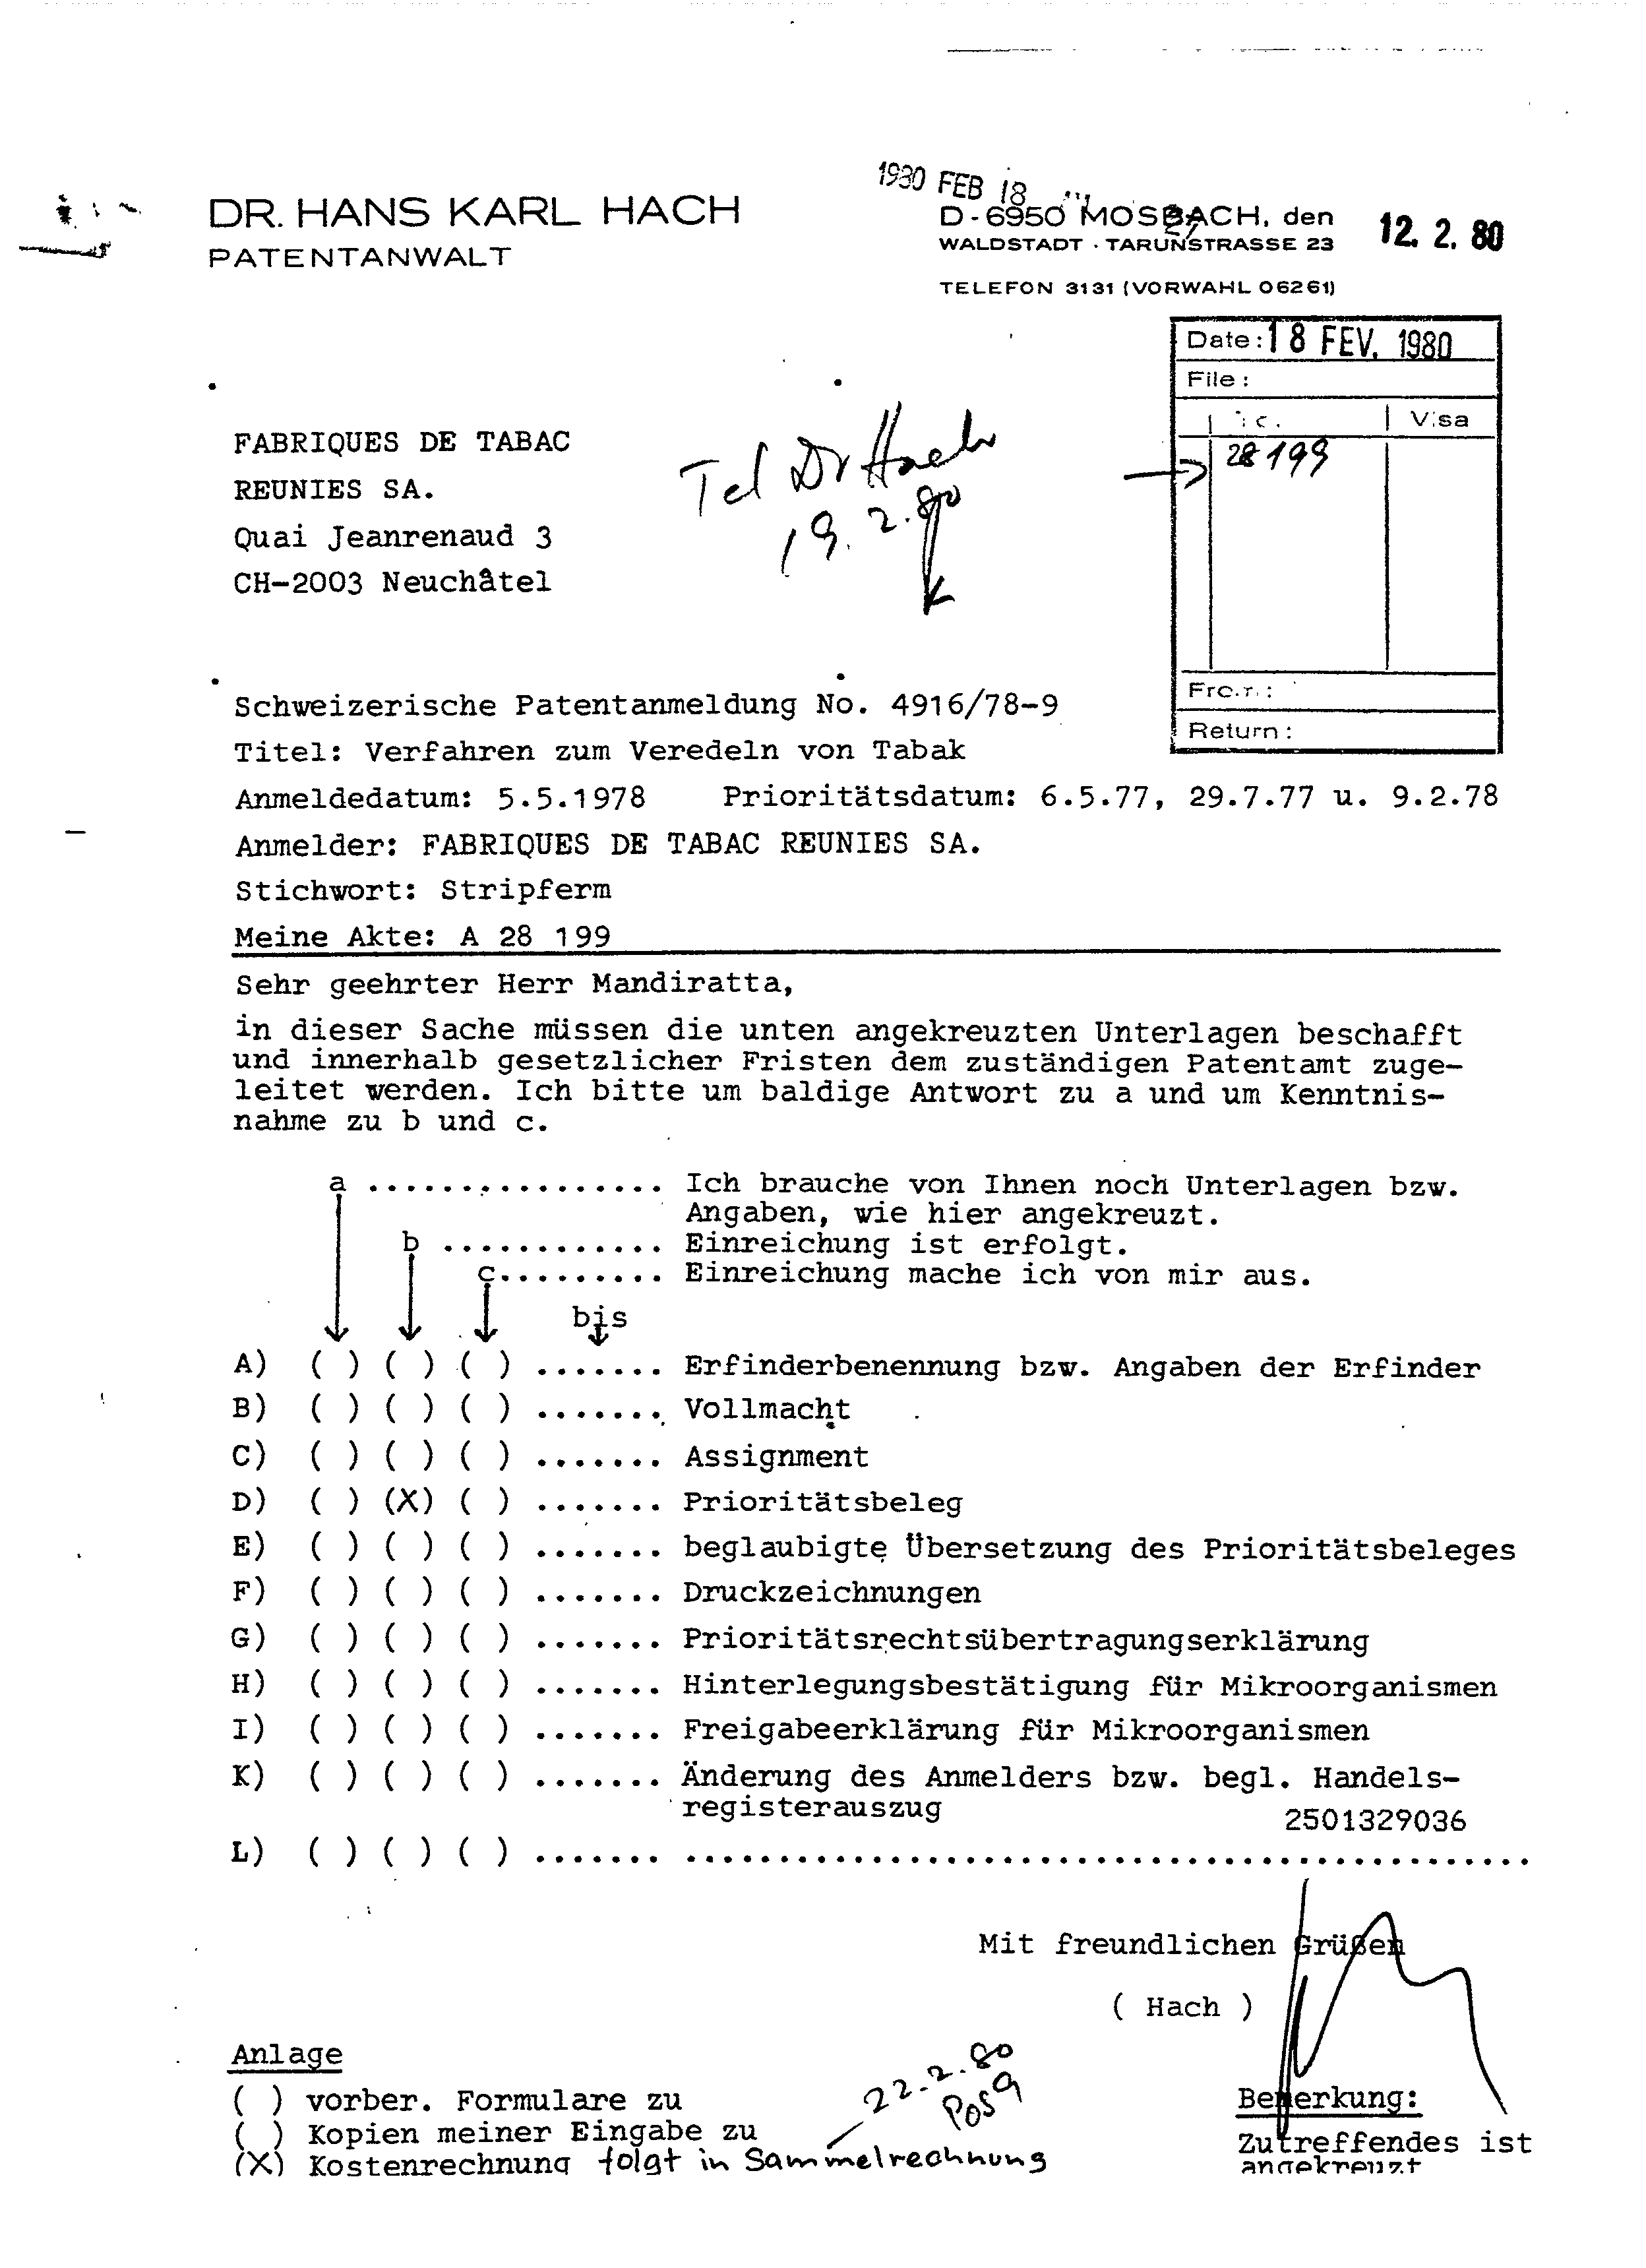 1980 FEB 18
DR. HANS KARL HACH
PATENTANWALT
D-6950 MOSBACH, den 12. 2. 80
WALDSTADT · TARUNSTRASSE 23
TELEFON 3131 (VORWAHL 06261)
Date: 18 FEV. 1980
File:
Visa
28 199
Return:
FABRIQUES DE TABAC
REUNIES SA.
Quai Jeanrenaud 3
CH-2003 Neuchâtel
Tel Dr Hach
19.2.80
Schweizerische Patentanmeldung No. 4916/78-9
Titel: Verfahren zum Veredeln von Tabak
Anmeldedatum: 5.5.1978 Prioritätsdatum: 6.5.77, 29.7.77 u. 9.2.78
Anmelder: FABRIQUES DE TABAC REUNIES SA.
Stichwort: Stripferm
Meine Akte: A 28 199
Sehr geehrter Herr Mandiratta,
in dieser Sache müssen die unten angekreuzten Unterlagen beschafft
und innerhalb gesetzlicher Fristen dem zuständigen Patentamt zuge-
leitet werden. Ich bitte um baldige Antwort zu a und um Kenntnis-
nahme zu b und c.
a ................ Ich brauche von Ihnen noch Unterlagen bzw.
Angaben, wie hier angekreuzt.
b ............ Einreichung ist erfolgt.
c......... Einreichung mache ich von mir aus.
bis
A) ( ) ( ) ( ) ....... Erfinderbenennung bzw. Angaben der Erfinder
B) ( ) ( ) ( ) ....... Vollmacht
C) ( ) ( ) ( ) ....... Assignment
D) ( ) (X) ( ) ....... Prioritätsbeleg
E) ( ) ( ) ( ) ....... beglaubigte Übersetzung des Prioritätsbeleges
F) ( ) ( ) ( ) ....... Druckzeichnungen
G) ( ) ( ) ( ) ....... Prioritätsrechtsübertragungserklärung
H) ( ) ( ) ( ) ....... Hinterlegungsbestätigung für Mikroorganismen
I) ( ) ( ) ( ) ....... Freigabeerklärung für Mikroorganismen
K) ( ) ( ) ( ) ....... Änderung des Anmelders bzw. begl. Handels-
registerauszug
2501329036
L) ( ) ( ) ( ) ....... ..............................................
Mit freundlichen Grüßen
( Hach )
Anlage
( ) vorber. Formulare zu
( ) Kopien meiner Eingabe zu
(X) Kostenrechnung folgt in Sammelrechnung
22.2.80
Pos 9
Bemerkung:
Zutreffendes ist
angekreuzt